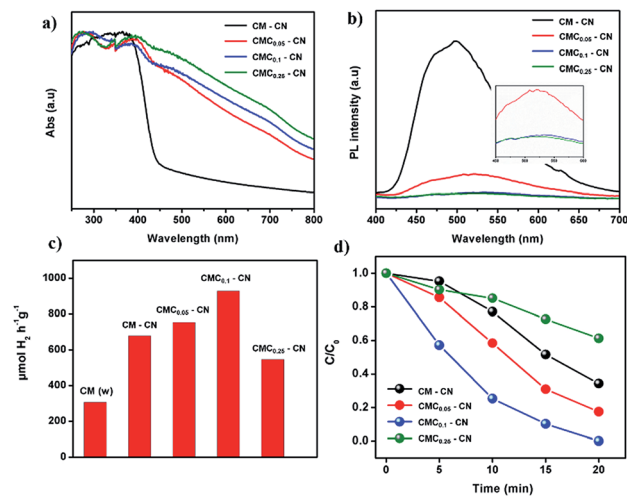 a)
CM - CN
CMC0.05 - CN
CMC0.1 - CN
CMC0.25 - CN
Abs (a.u)
300 400 500 600 700 800
Wavelength (nm)
b)
CM - CN
CMC0.05 - CN
CMC0.1 - CN
CMC0.25 - CN
PL intensity (a.u)
400 450 500 550 600 650 700
Wavelength (nm)
c)
μmol H2 h-1g-1
1000
800
600
400
200
0
CM (w)
CM - CN
CMC0.05 - CN
CMC0.1 - CN
CMC0.25 - CN
d)
C/C0
1.0
0.8
0.6
0.4
0.2
0.0
CM - CN
CMC0.05 - CN
CMC0.1 - CN
CMC0.25 - CN
0 5 10 15 20
Time (min)